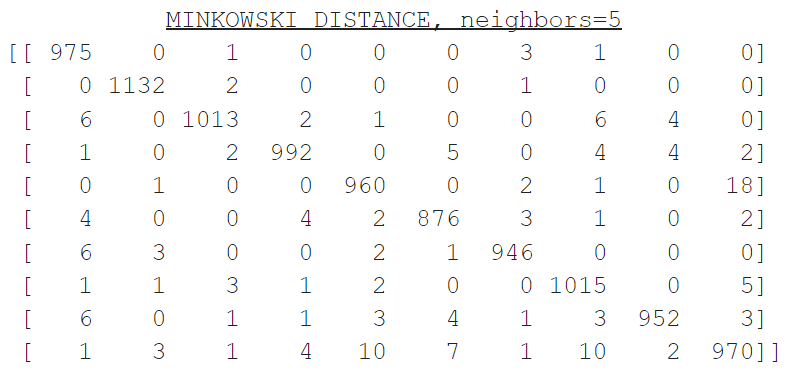 MINKOWSKI DISTANCE, neighbors=5
[[ 975 0 1 0 0 0 3 1 0 0]
[ 0 1132 2 0 0 0 1 0 0 0]
[ 6 0 1013 2 1 0 0 6 4 0]
[ 1 0 2 992 0 5 0 4 4 2]
[ 0 1 0 0 960 0 2 1 0 18]
[ 4 0 0 4 2 876 3 1 0 2]
[ 6 3 0 0 2 1 946 0 0 0]
[ 1 1 3 1 2 0 0 1015 0 5]
[ 6 0 1 1 3 4 1 3 952 3]
[ 1 3 1 4 10 7 1 10 2 970]]